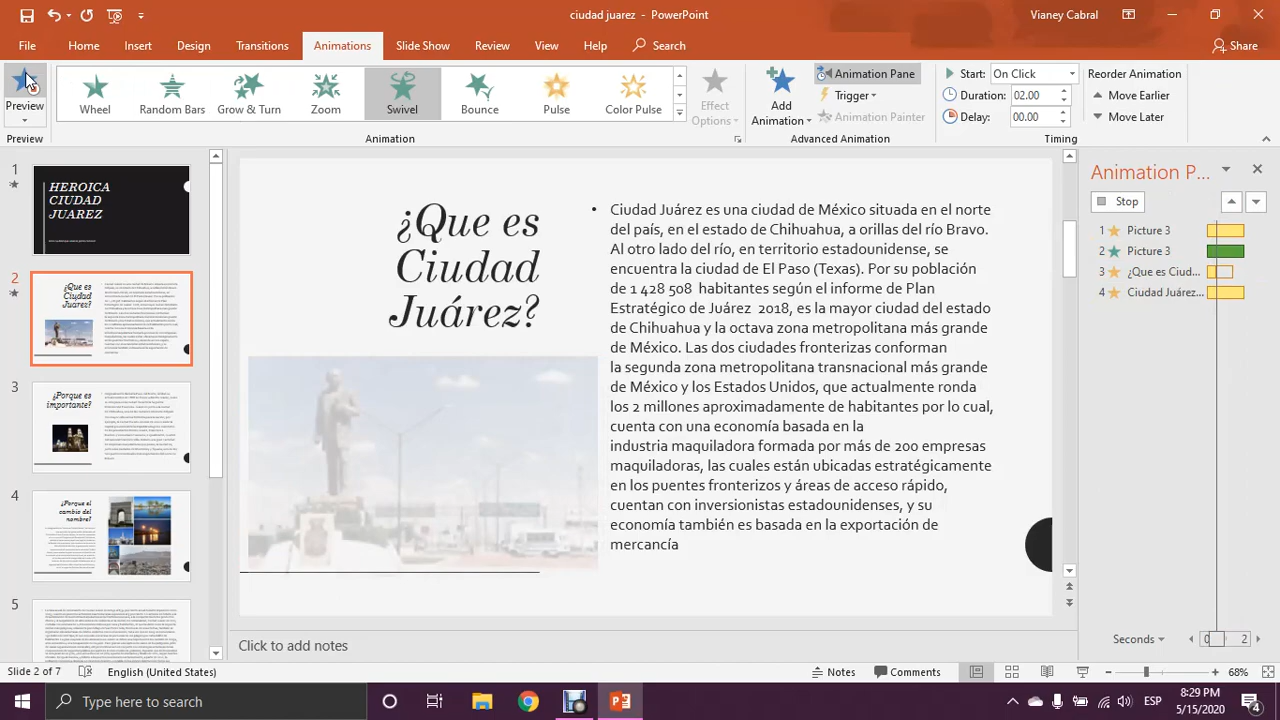 ciudad juarez - PowerPoint
Vianey Cabral
File Home Insert Design Transitions Animations Slide Show Review View Help Search Share
Preview
Wheel Random Bars Grow & Turn Zoom Swivel Bounce Pulse Color Pulse
Effect Options
Add Animation
Animation Pane
Trigger
Animation Painter
Start: On Click
Duration: 02.00
Delay: 00.00
Reorder Animation
Move Earlier
Move Later
Preview Animation Advanced Animation Timing
1
HEROICA
CIUDAD
JUAREZ
2
¿Que es
Ciudad
Juárez?
3
¿Porque es
importante?
4
¿Porque el
cambio del
nombre?
5
¿Que es
Ciudad
Juárez?
• Ciudad Juárez es una ciudad de México situada en el norte
del país, en el estado de Chihuahua, a orillas del río Bravo.
Al otro lado del río, en territorio estadounidense, se
encuentra la ciudad de El Paso (Texas). Por su población
de 1 428 508 habitantes según el informe de Plan
Estratégico de Juárez 2018, es la mayor ciudad del estado
de Chihuahua y la octava zona metropolitana más grande
de México. Las dos ciudades fronterizas conforman
la segunda zona metropolitana transnacional más grande
de México y los Estados Unidos, que actualmente ronda
los 2 millones aproximadamente de habitantes por lo cual,
cuenta con una economía basada en la
industria maquiladora formada por más de 200 empresas
maquiladoras, las cuales están ubicadas estratégicamente
en los puentes fronterizos y áreas de acceso rápido,
cuentan con inversionistas estadounidenses, y su
economía también es basada en la exportación de
mercancía
Animation P...
Stop
1 Picture 3
2 Picture 3
3 ¿Que es Ciud...
4 Ciudad Juárez...
Seconds 0 2
Click to add notes
Slide 2 of 7 English (United States) Notes Comments 68%
Type here to search
ESP
8:29 PM
5/15/2020
4